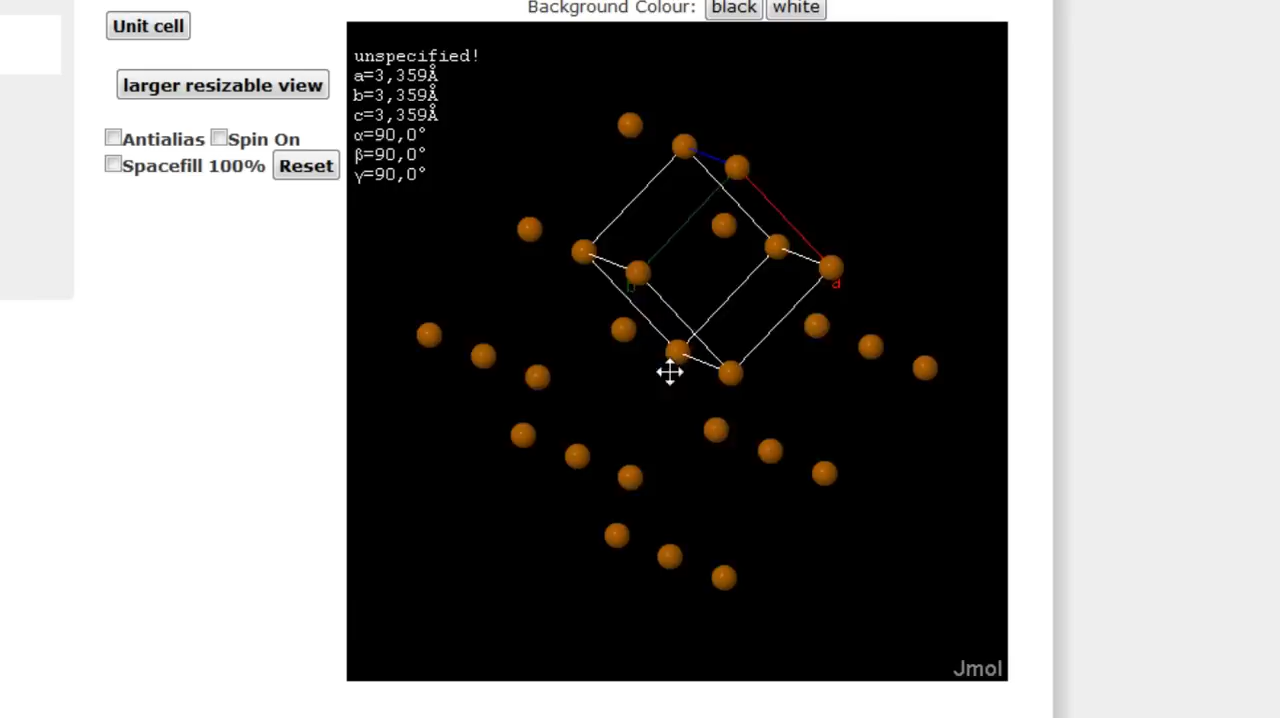 Background Colour: black white
Unit cell
larger resizable view
Antialias Spin On
Spacefill 100% Reset
unspecified!
a=3,359Å
b=3,359Å
c=3,359Å
α=90,0°
β=90,0°
γ=90,0°
b
a
Jmol